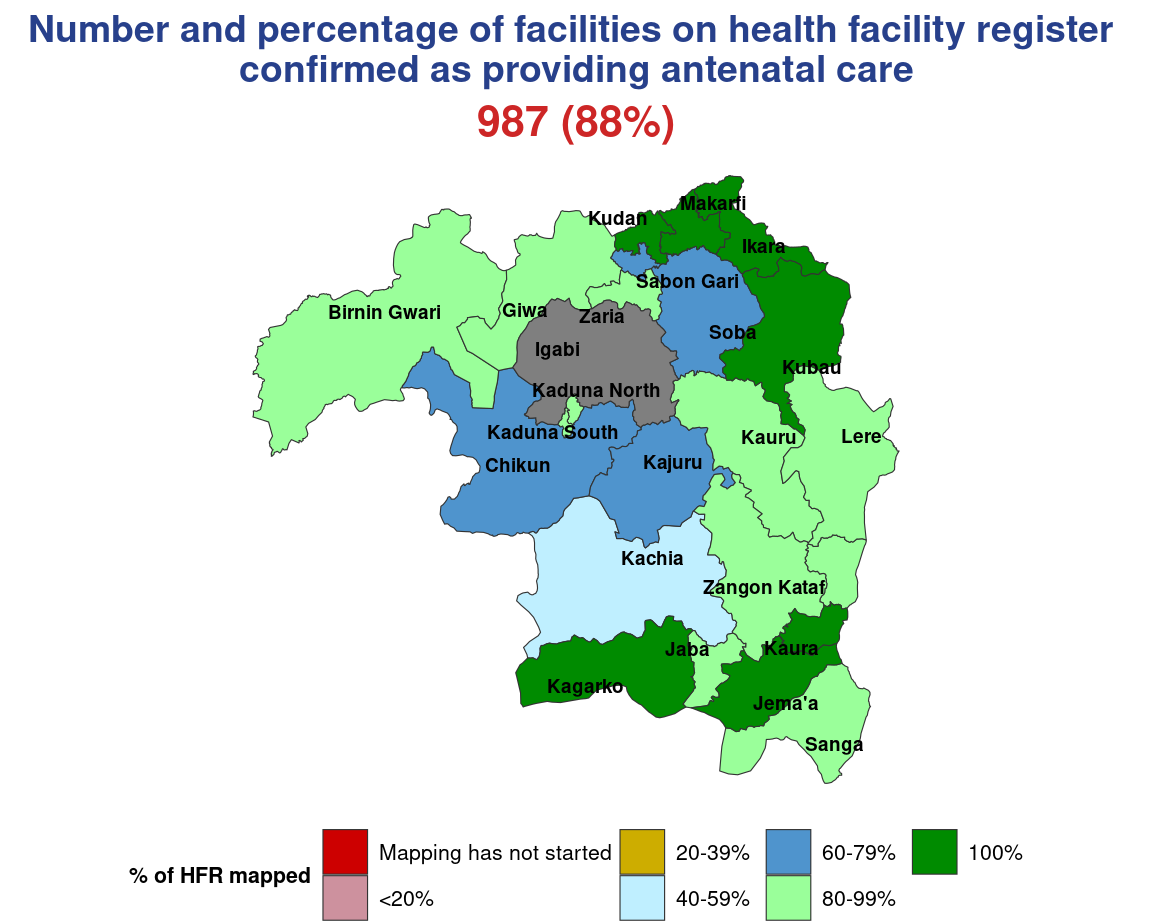 Number and percentage of facilities on health facility register
confirmed as providing antenatal care
987 (88%)
Makarfi
Kudan
Ikara
Sabon Gari
Birnin Gwari
Giwa
Zaria
Soba
Igabi
Kubau
Kaduna North
Kaduna South
Kauru
Lere
Chikun
Kajuru
Kachia
Zangon Kataf
Jaba
Kaura
Kagarko
Jema'a
Sanga
% of HFR mapped
Mapping has not started
<20%
20-39%
40-59%
60-79%
80-99%
100%